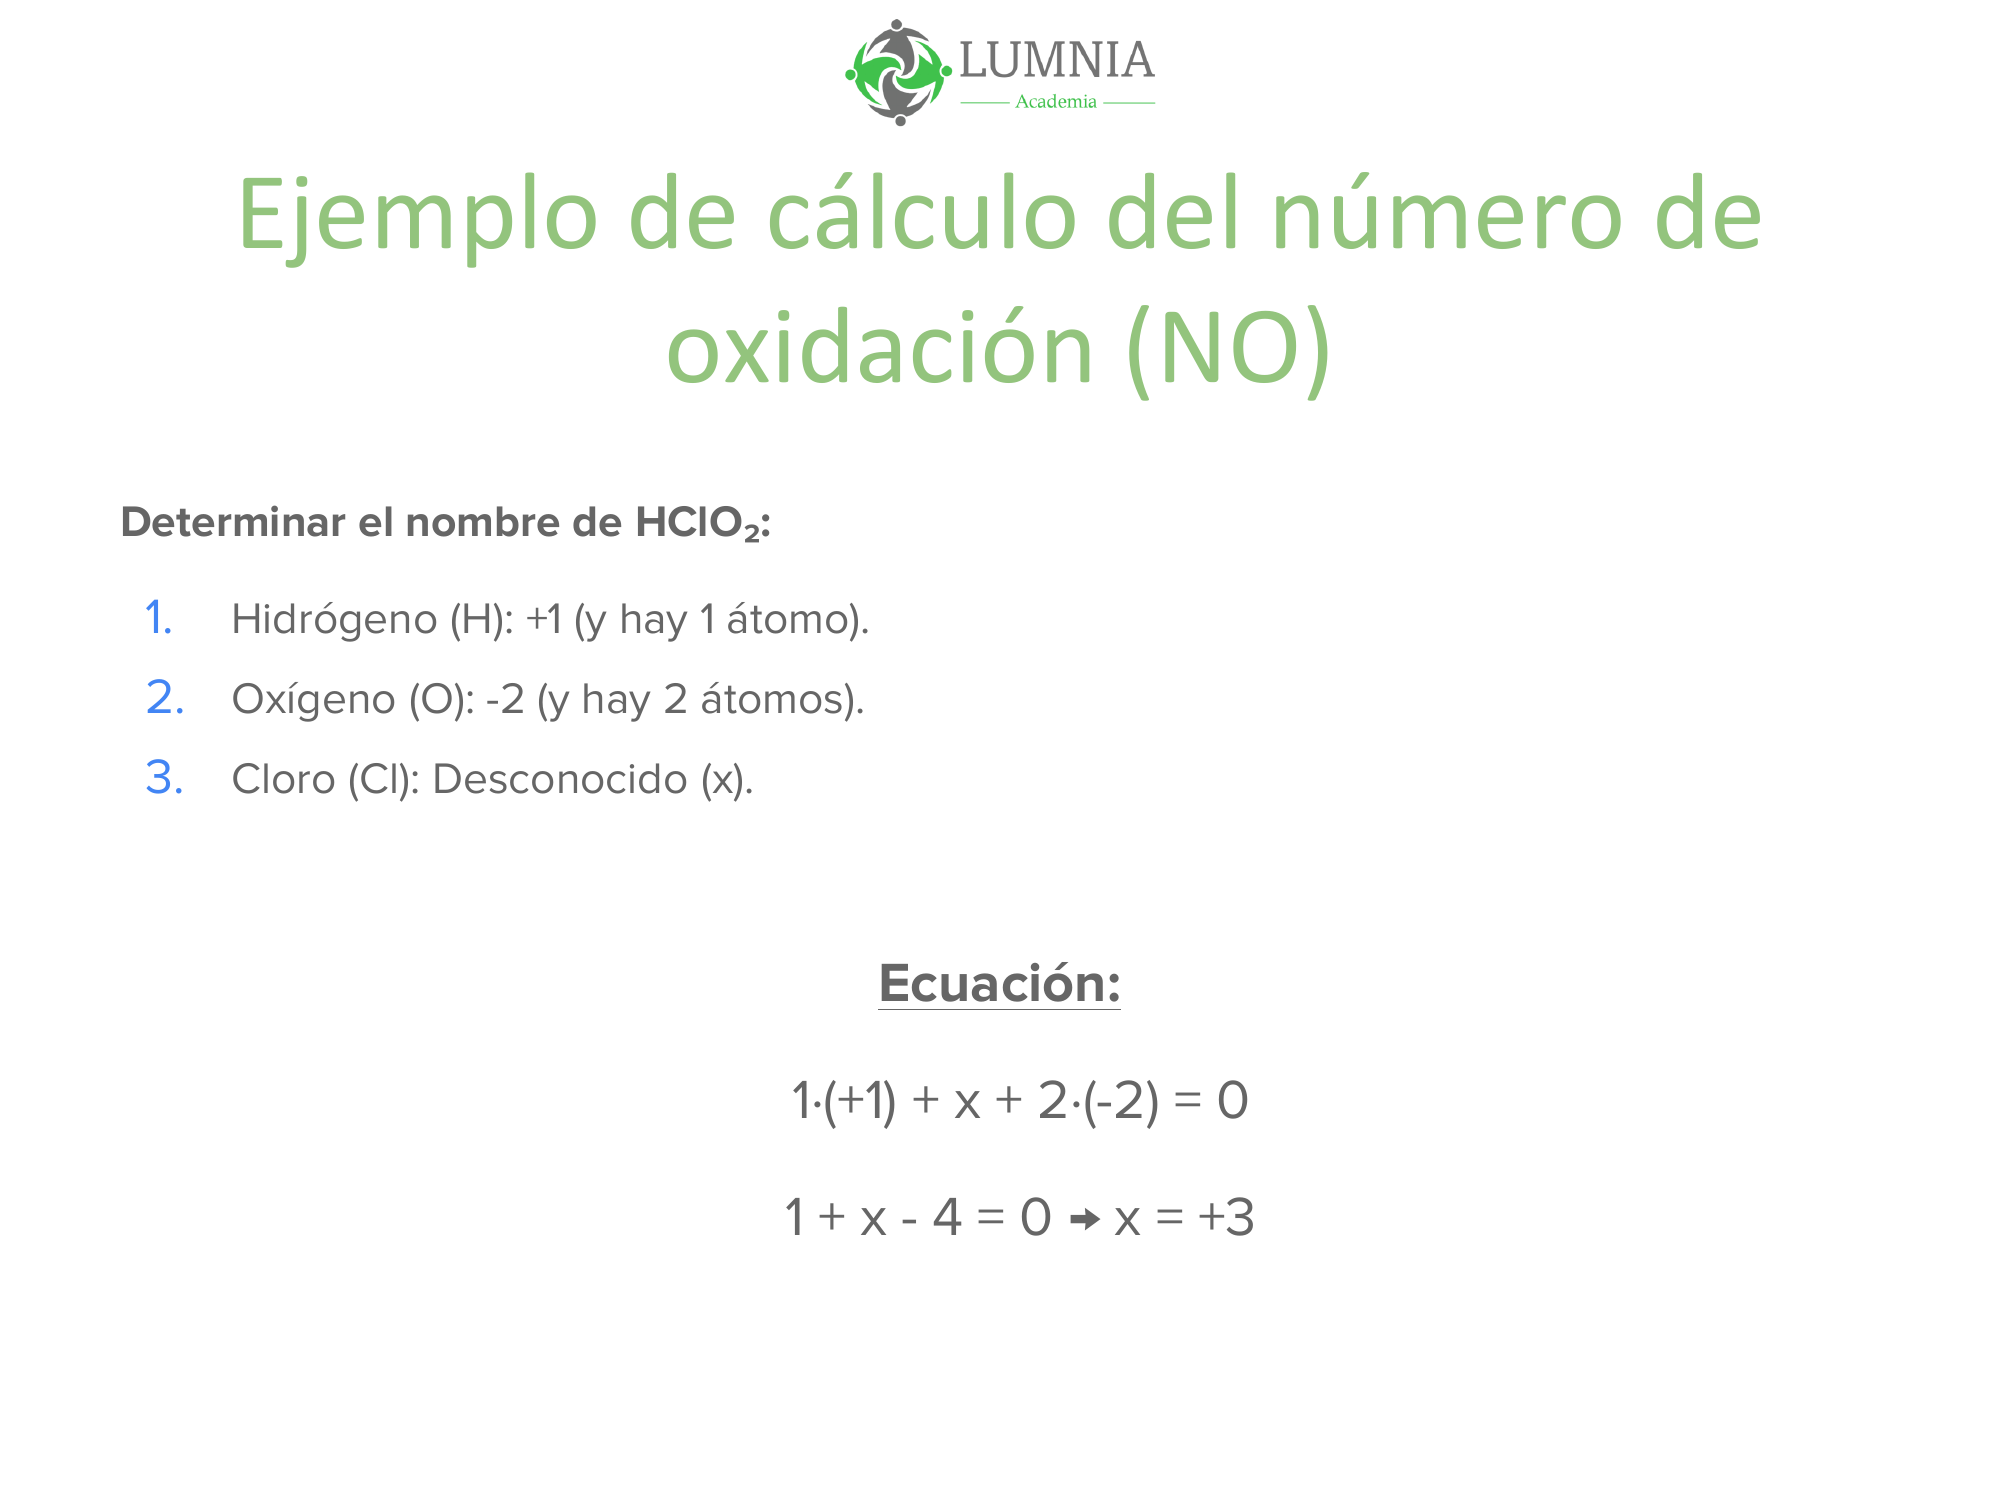 LUMNIA
Academia
Ejemplo de cálculo del número de
oxidación (NO)
Determinar el nombre de HClO₂:
1. Hidrógeno (H): +1 (y hay 1 átomo).
2. Oxígeno (O): -2 (y hay 2 átomos).
3. Cloro (Cl): Desconocido (x).
Ecuación:
1·(+1) + x + 2·(-2) = 0
1 + x - 4 = 0 ➡ x = +3